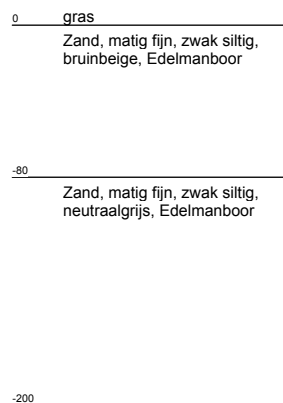 0 gras
Zand, matig fijn, zwak siltig,
bruinbeige, Edelmanboor
-80
Zand, matig fijn, zwak siltig,
neutraalgrijs, Edelmanboor
-200